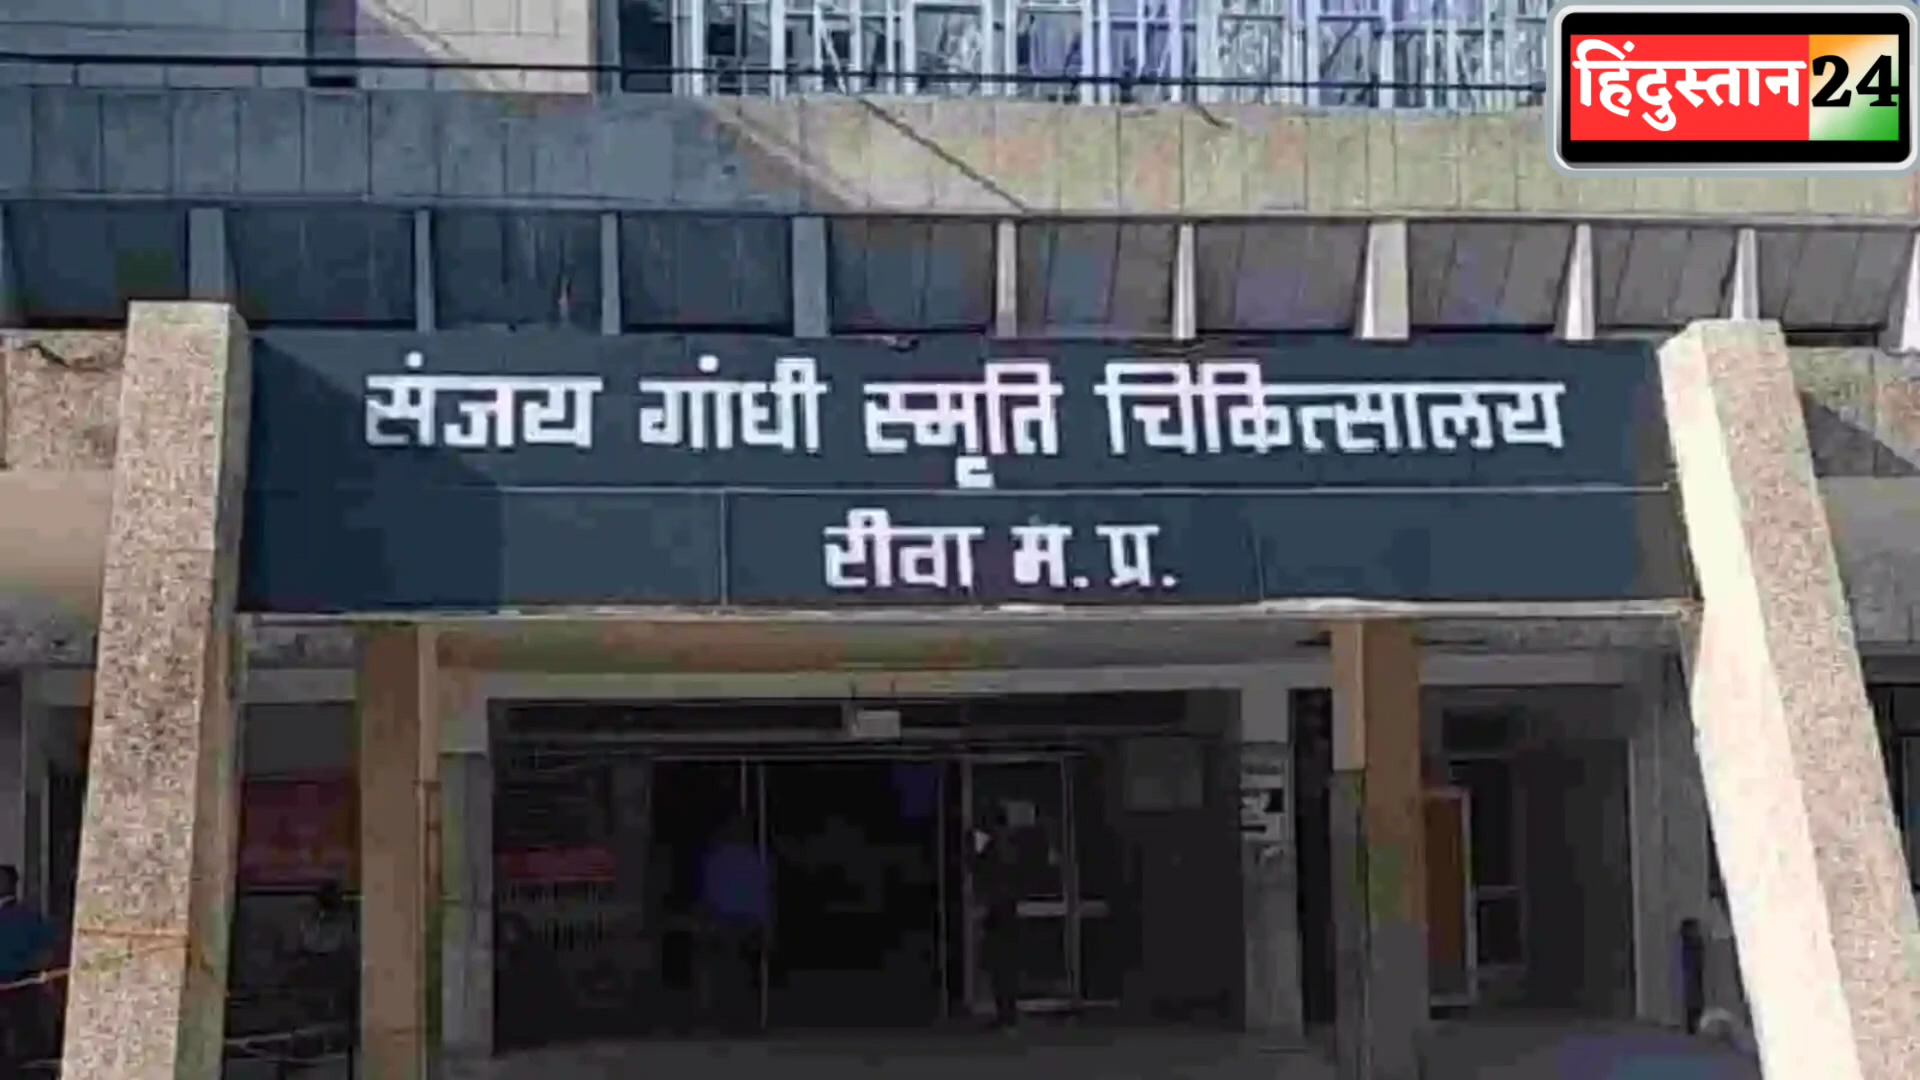 हिंदुस्तान24
संजय गांधी स्मृति चिकित्सालय
रीवा म. प्र.